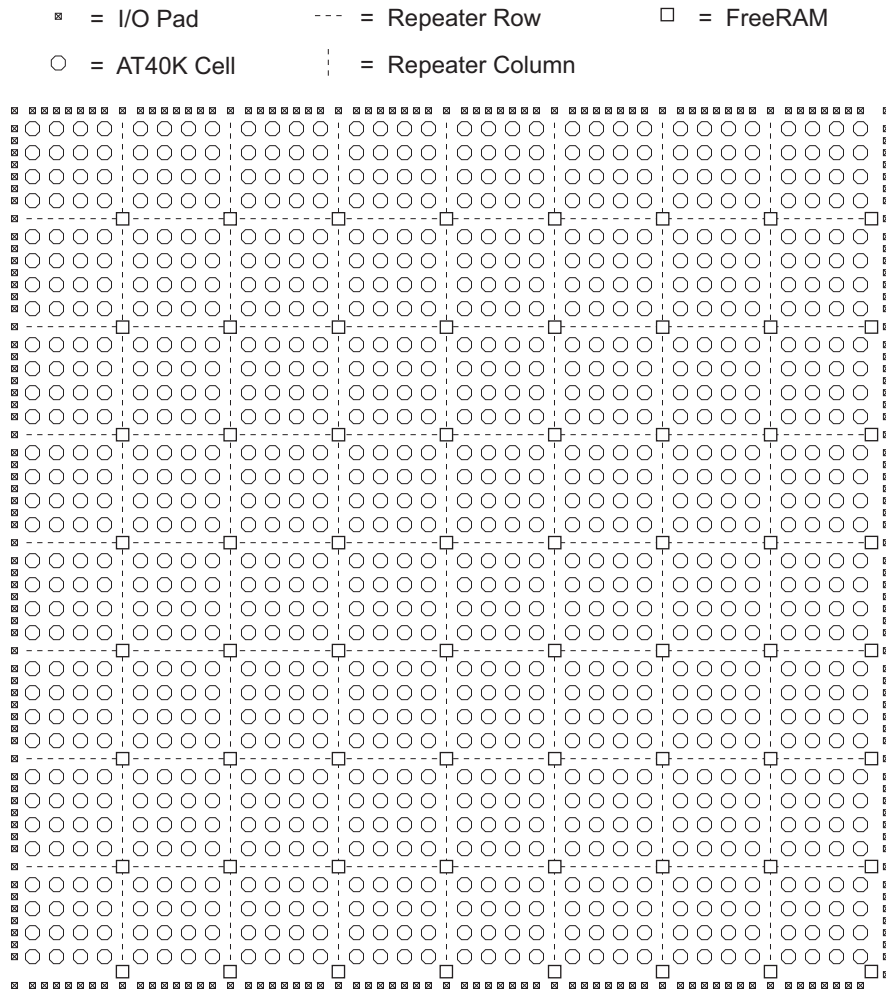 = I/O Pad
= Repeater Row
= FreeRAM
= AT40K Cell
= Repeater Column